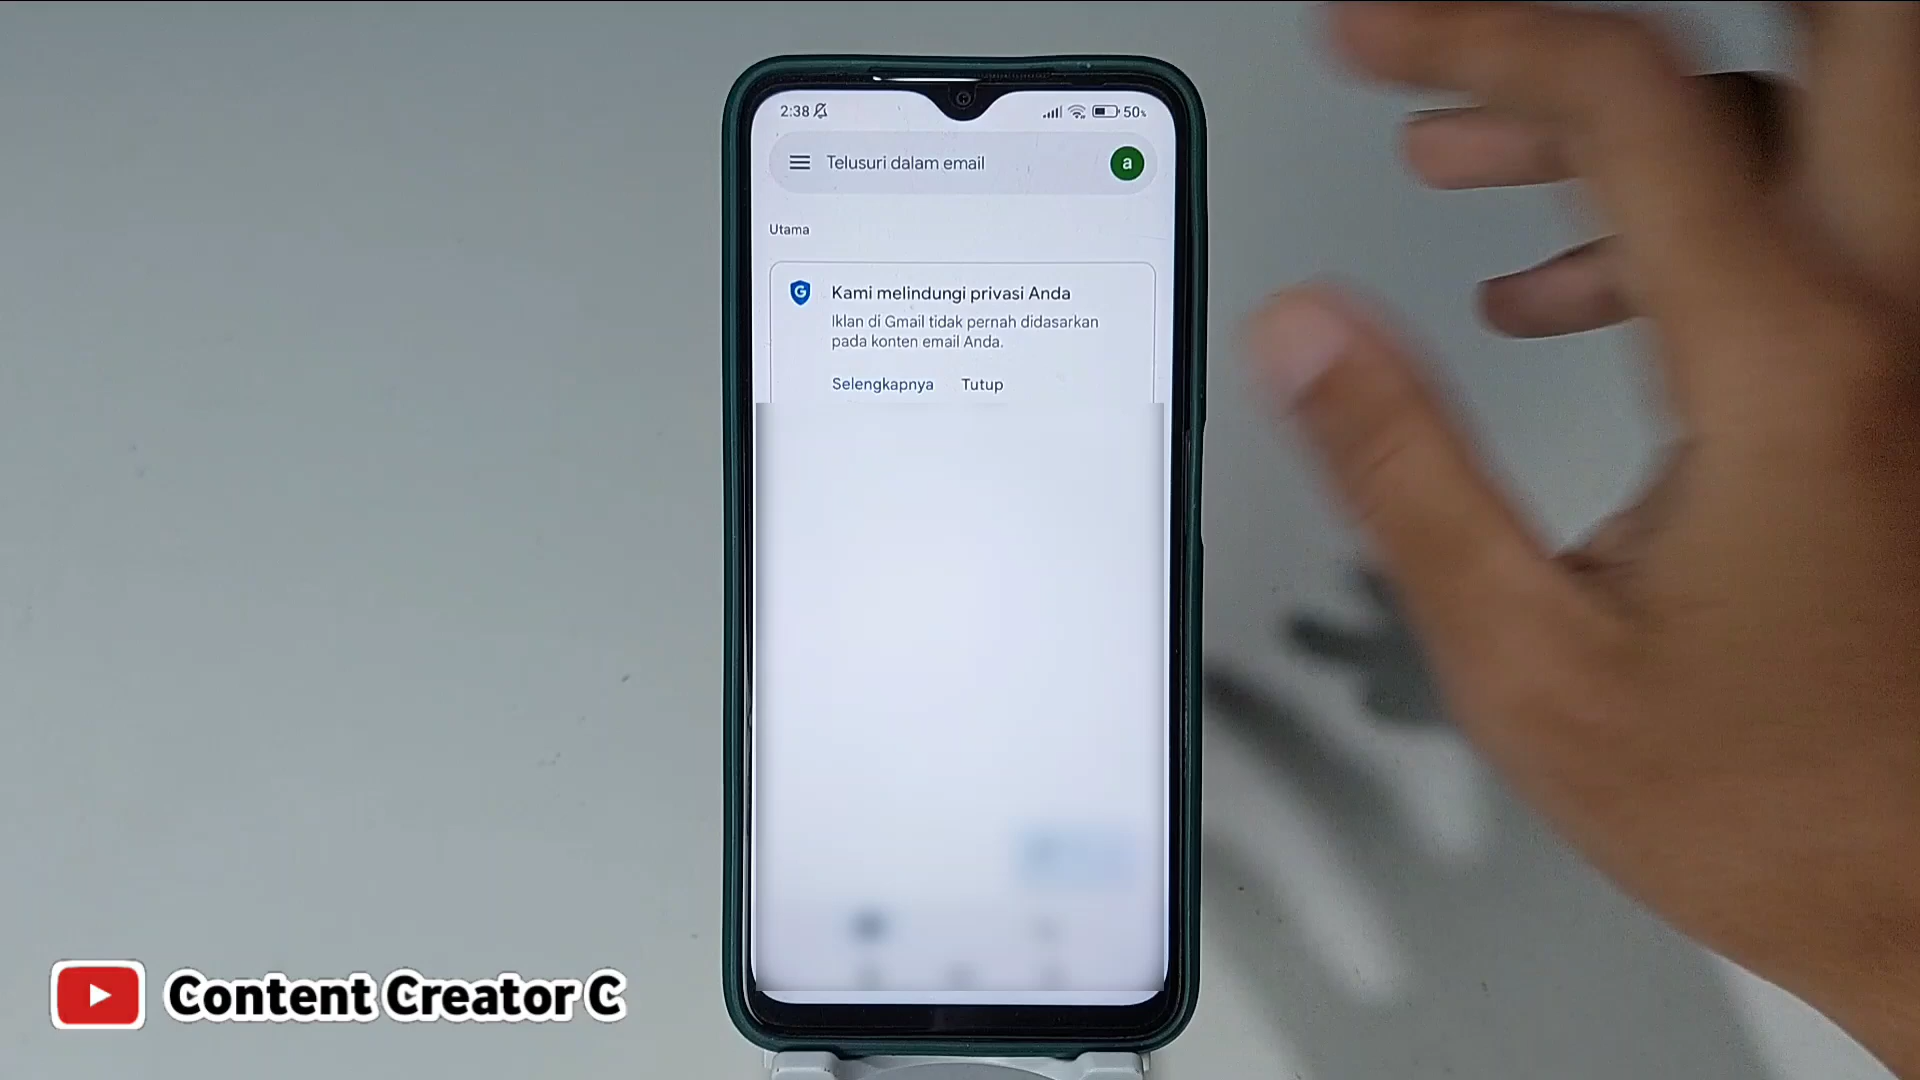 2:38
50%
Telusuri dalam email
a
Utama
G
Kami melindungi privasi Anda
Iklan di Gmail tidak pernah didasarkan
pada konten email Anda.
Selengkapnya Tutup
Content Creator C